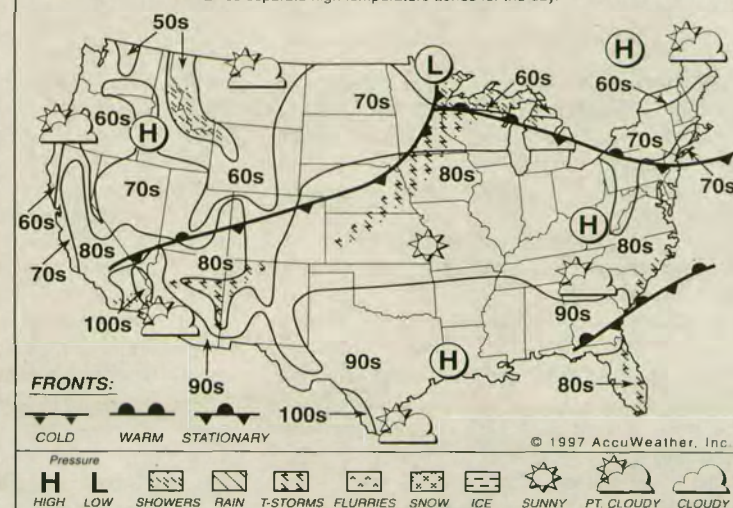 50s
H
L
60s
60s
70s
60s
H
70s
60s
80s
70s
70s
60s
H
80s
80s
80s
70s
90s
100s
H
90s
80s
FRONTS:
90s
100s
COLD WARM STATIONARY
© 1997 AccuWeather, Inc.
Pressure
H L
HIGH LOW SHOWERS RAIN T-STORMS FLURRIES SNOW ICE SUNNY PT. CLOUDY CLOUDY